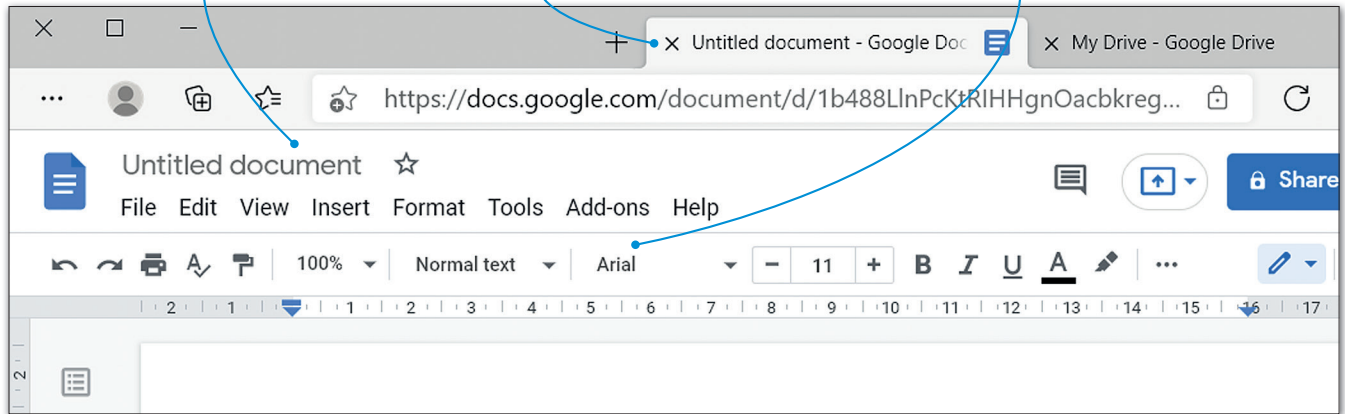 Untitled document - Google Doc
My Drive - Google Drive
https://docs.google.com/document/d/1b488LlnPcKtRIHHgnOacbkreg...
Untitled document
Share
File Edit View Insert Format Tools Add-ons Help
100% Normal text Arial - 11 + B I U A ...
2 1 1 2 3 4 5 6 7 8 9 10 11 12 13 14 15 16 17
2